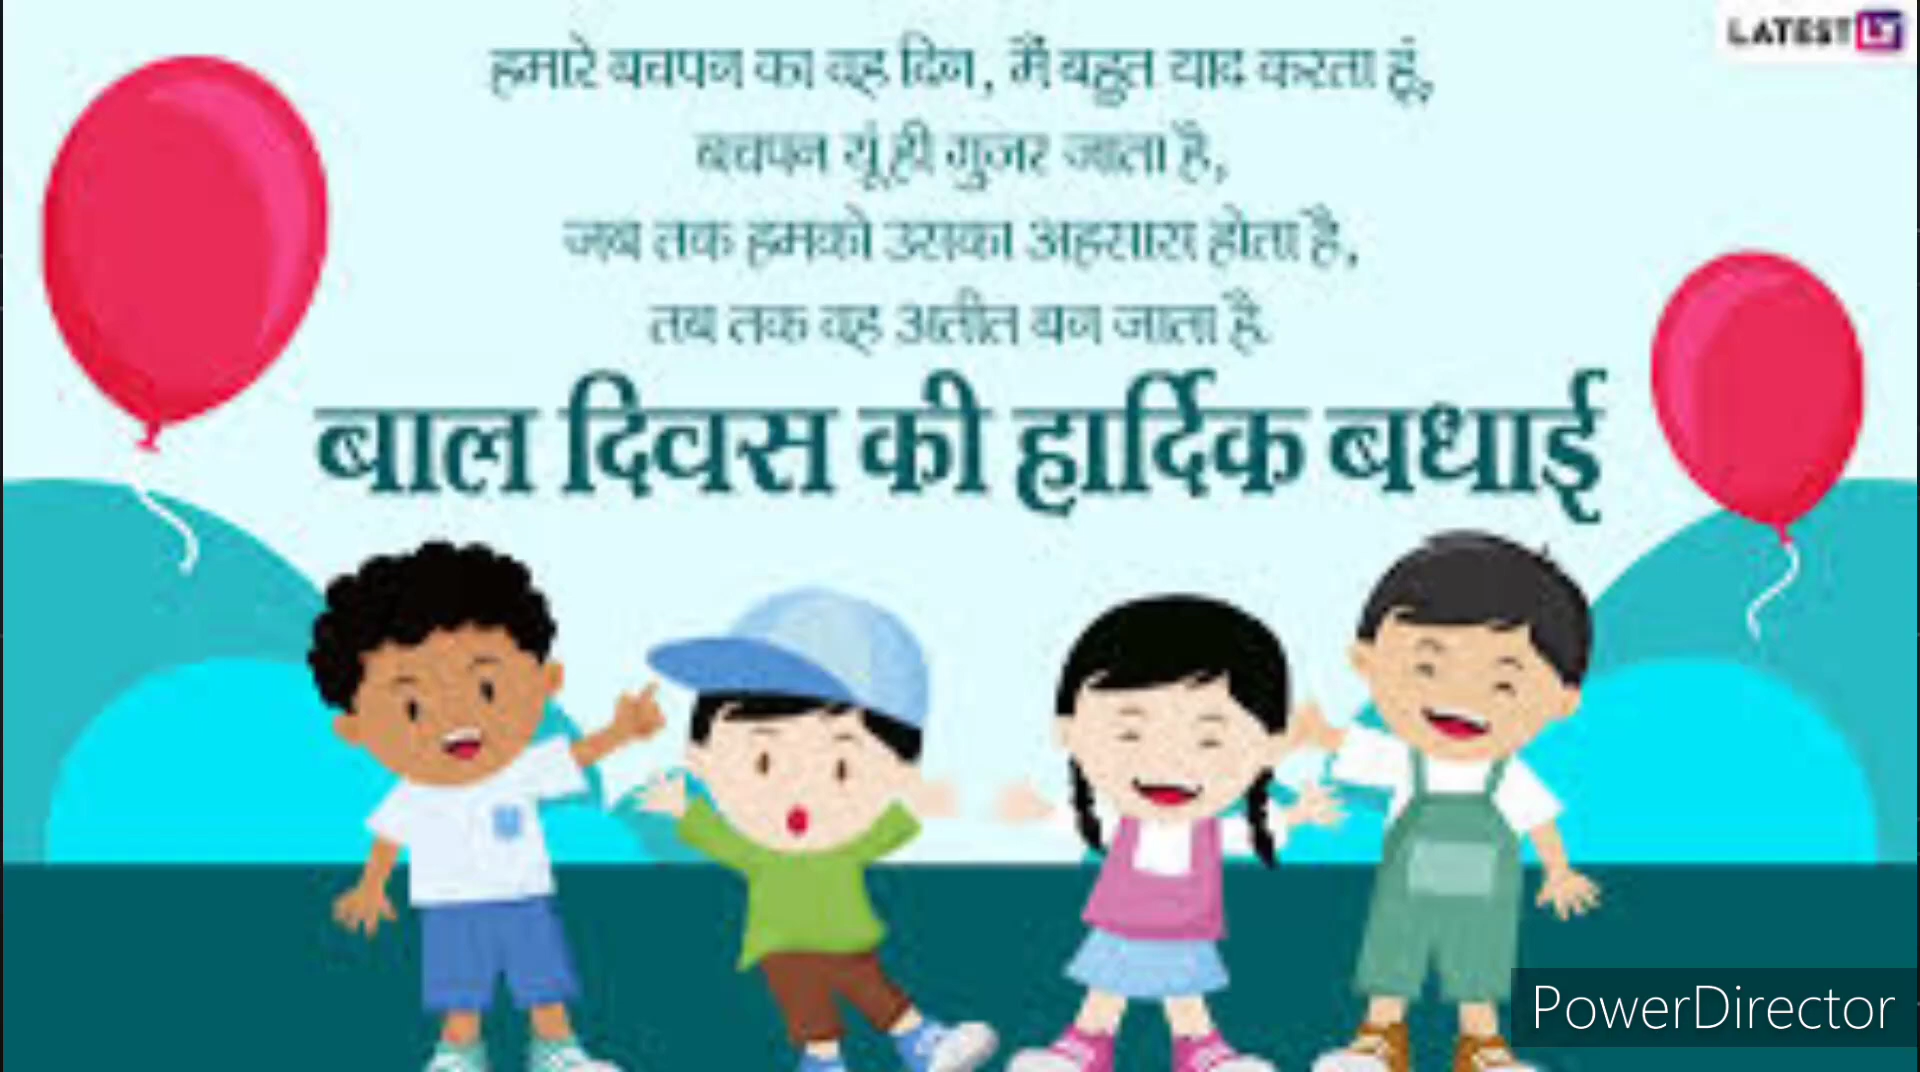 LATESTLY
हमारे बचपन का वह दिन, मैं बहुत याद करता हूं,
बचपन यूं ही गुजर जाता है,
जब तक हमको उसका अहसास होता है,
तब तक वह अतीत बन जाता है.
बाल दिवस की हार्दिक बधाई
PowerDirector